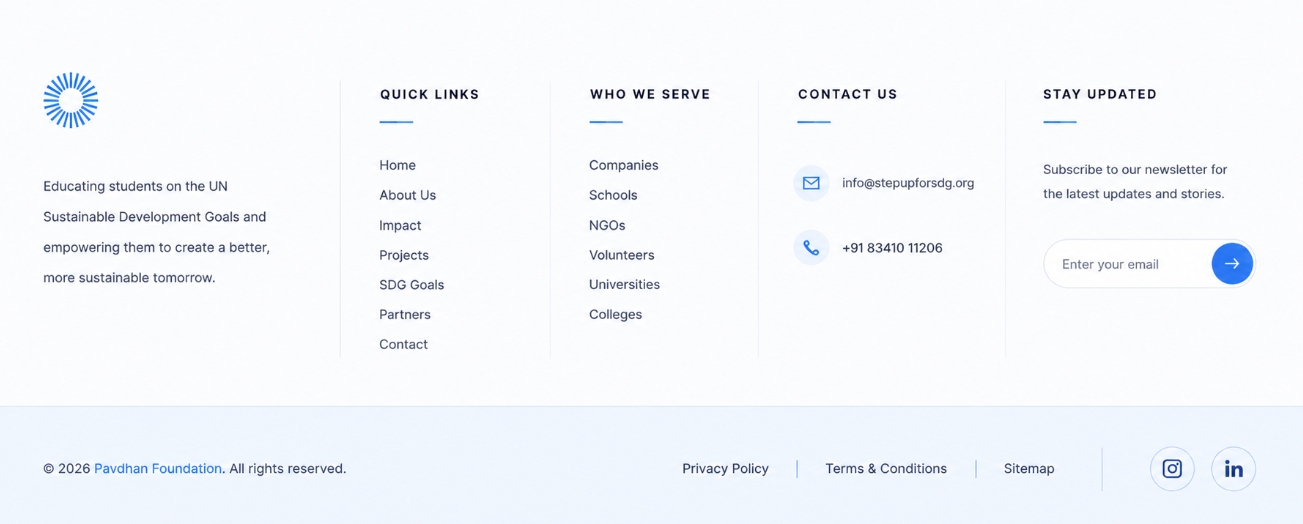 Educating students on the UN
Sustainable Development Goals and
empowering them to create a better,
more sustainable tomorrow.
QUICK LINKS
Home
About Us
Impact
Projects
SDG Goals
Partners
Contact
WHO WE SERVE
Companies
Schools
NGOs
Volunteers
Universities
Colleges
CONTACT US
info@stepupforsdg.org
+91 83410 11206
STAY UPDATED
Subscribe to our newsletter for
the latest updates and stories.
Enter your email
© 2026 Pavdhan Foundation. All rights reserved.
Privacy Policy
Terms & Conditions
Sitemap
in